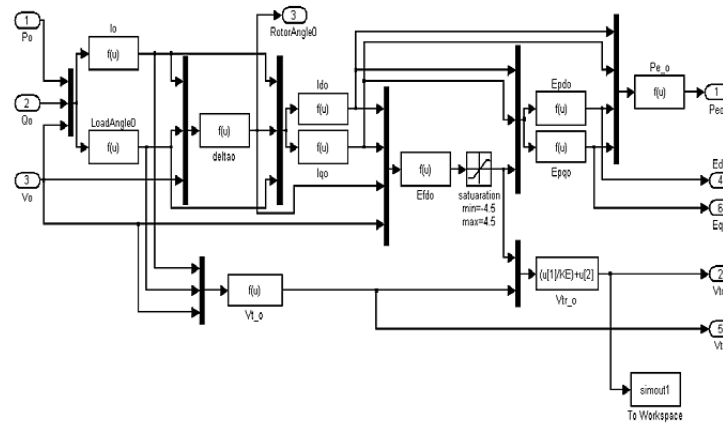 1
Po
Io
f(u)
3
RotorAngle0
2
Qo
LoadAngle0
f(u)
f(u)
deltao
3
Vo
Ido
f(u)
f(u)
Iqo
f(u)
Efdo
satuaration
min=-4.5
max=4.5
Epdo
f(u)
f(u)
Epqo
Pe_o
f(u)
1
Peo
4
6
f(u)
Vt_o
(u[1]/KE)+u[2]
Vtr_o
2
5
simout1
To Workspace